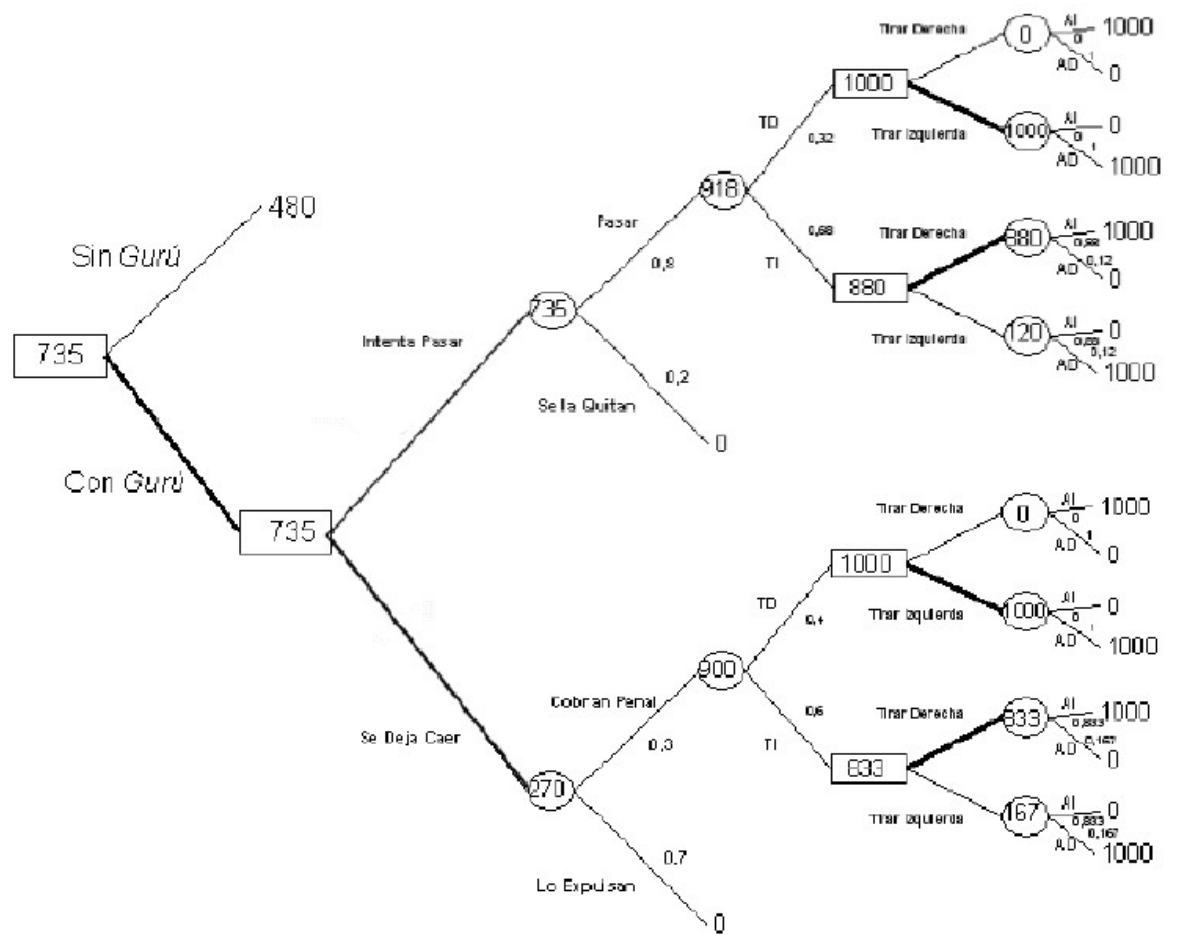 Tirar Derecha
0
AI
0
1000
AD
1
0
1000
TD
0,32
Tirar Izquierda
1000
AI
0
0
AD
1
1000
918
Pasar
0,8
0,68
TI
Tirar Derecha
880
AI
0,88
1000
AD
0,12
0
880
Tirar Izquierda
120
AI
0,88
0
AD
0,12
1000
480
Sin Gurú
735
Intenta Pasar
735
0,2
Se la Quitan
0
Con Gurú
735
Tirar Derecha
0
AI
0
1000
AD
1
0
1000
TD
0,4
Tirar Izquierda
1000
AI
0
0
AD
1
1000
900
Cobran Penal
0,3
0,6
TI
Tirar Derecha
833
AI
0,833
1000
AD
0,167
0
833
Tirar Izquierda
167
AI
0,833
0
AD
0,167
1000
Se Deja Caer
270
0.7
Lo Expulsan
0